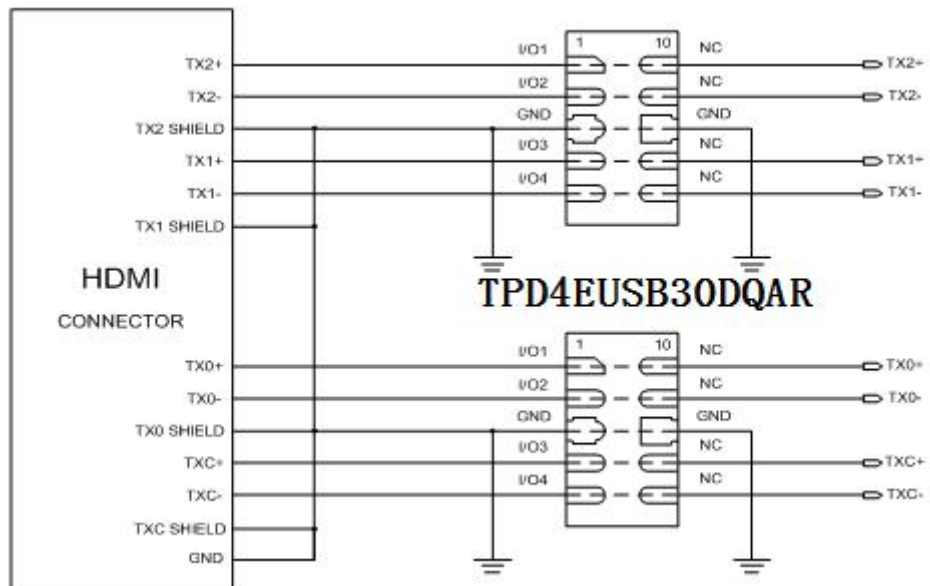 I/O1 1 10 NC
TX2+ TX2+
I/O2 NC
TX2- TX2-
GND GND
TX2 SHIELD
I/O3 NC
TX1+ TX1+
I/O4 NC
TX1- TX1-
TX1 SHIELD
HDMI
CONNECTOR
TPD4EUSB30DQAR
I/O1 1 10 NC
TX0+ TX0+
I/O2 NC
TX0- TX0-
GND GND
TX0 SHIELD
I/O3 NC
TXC+ TXC+
I/O4 NC
TXC- TXC-
TXC SHIELD
GND